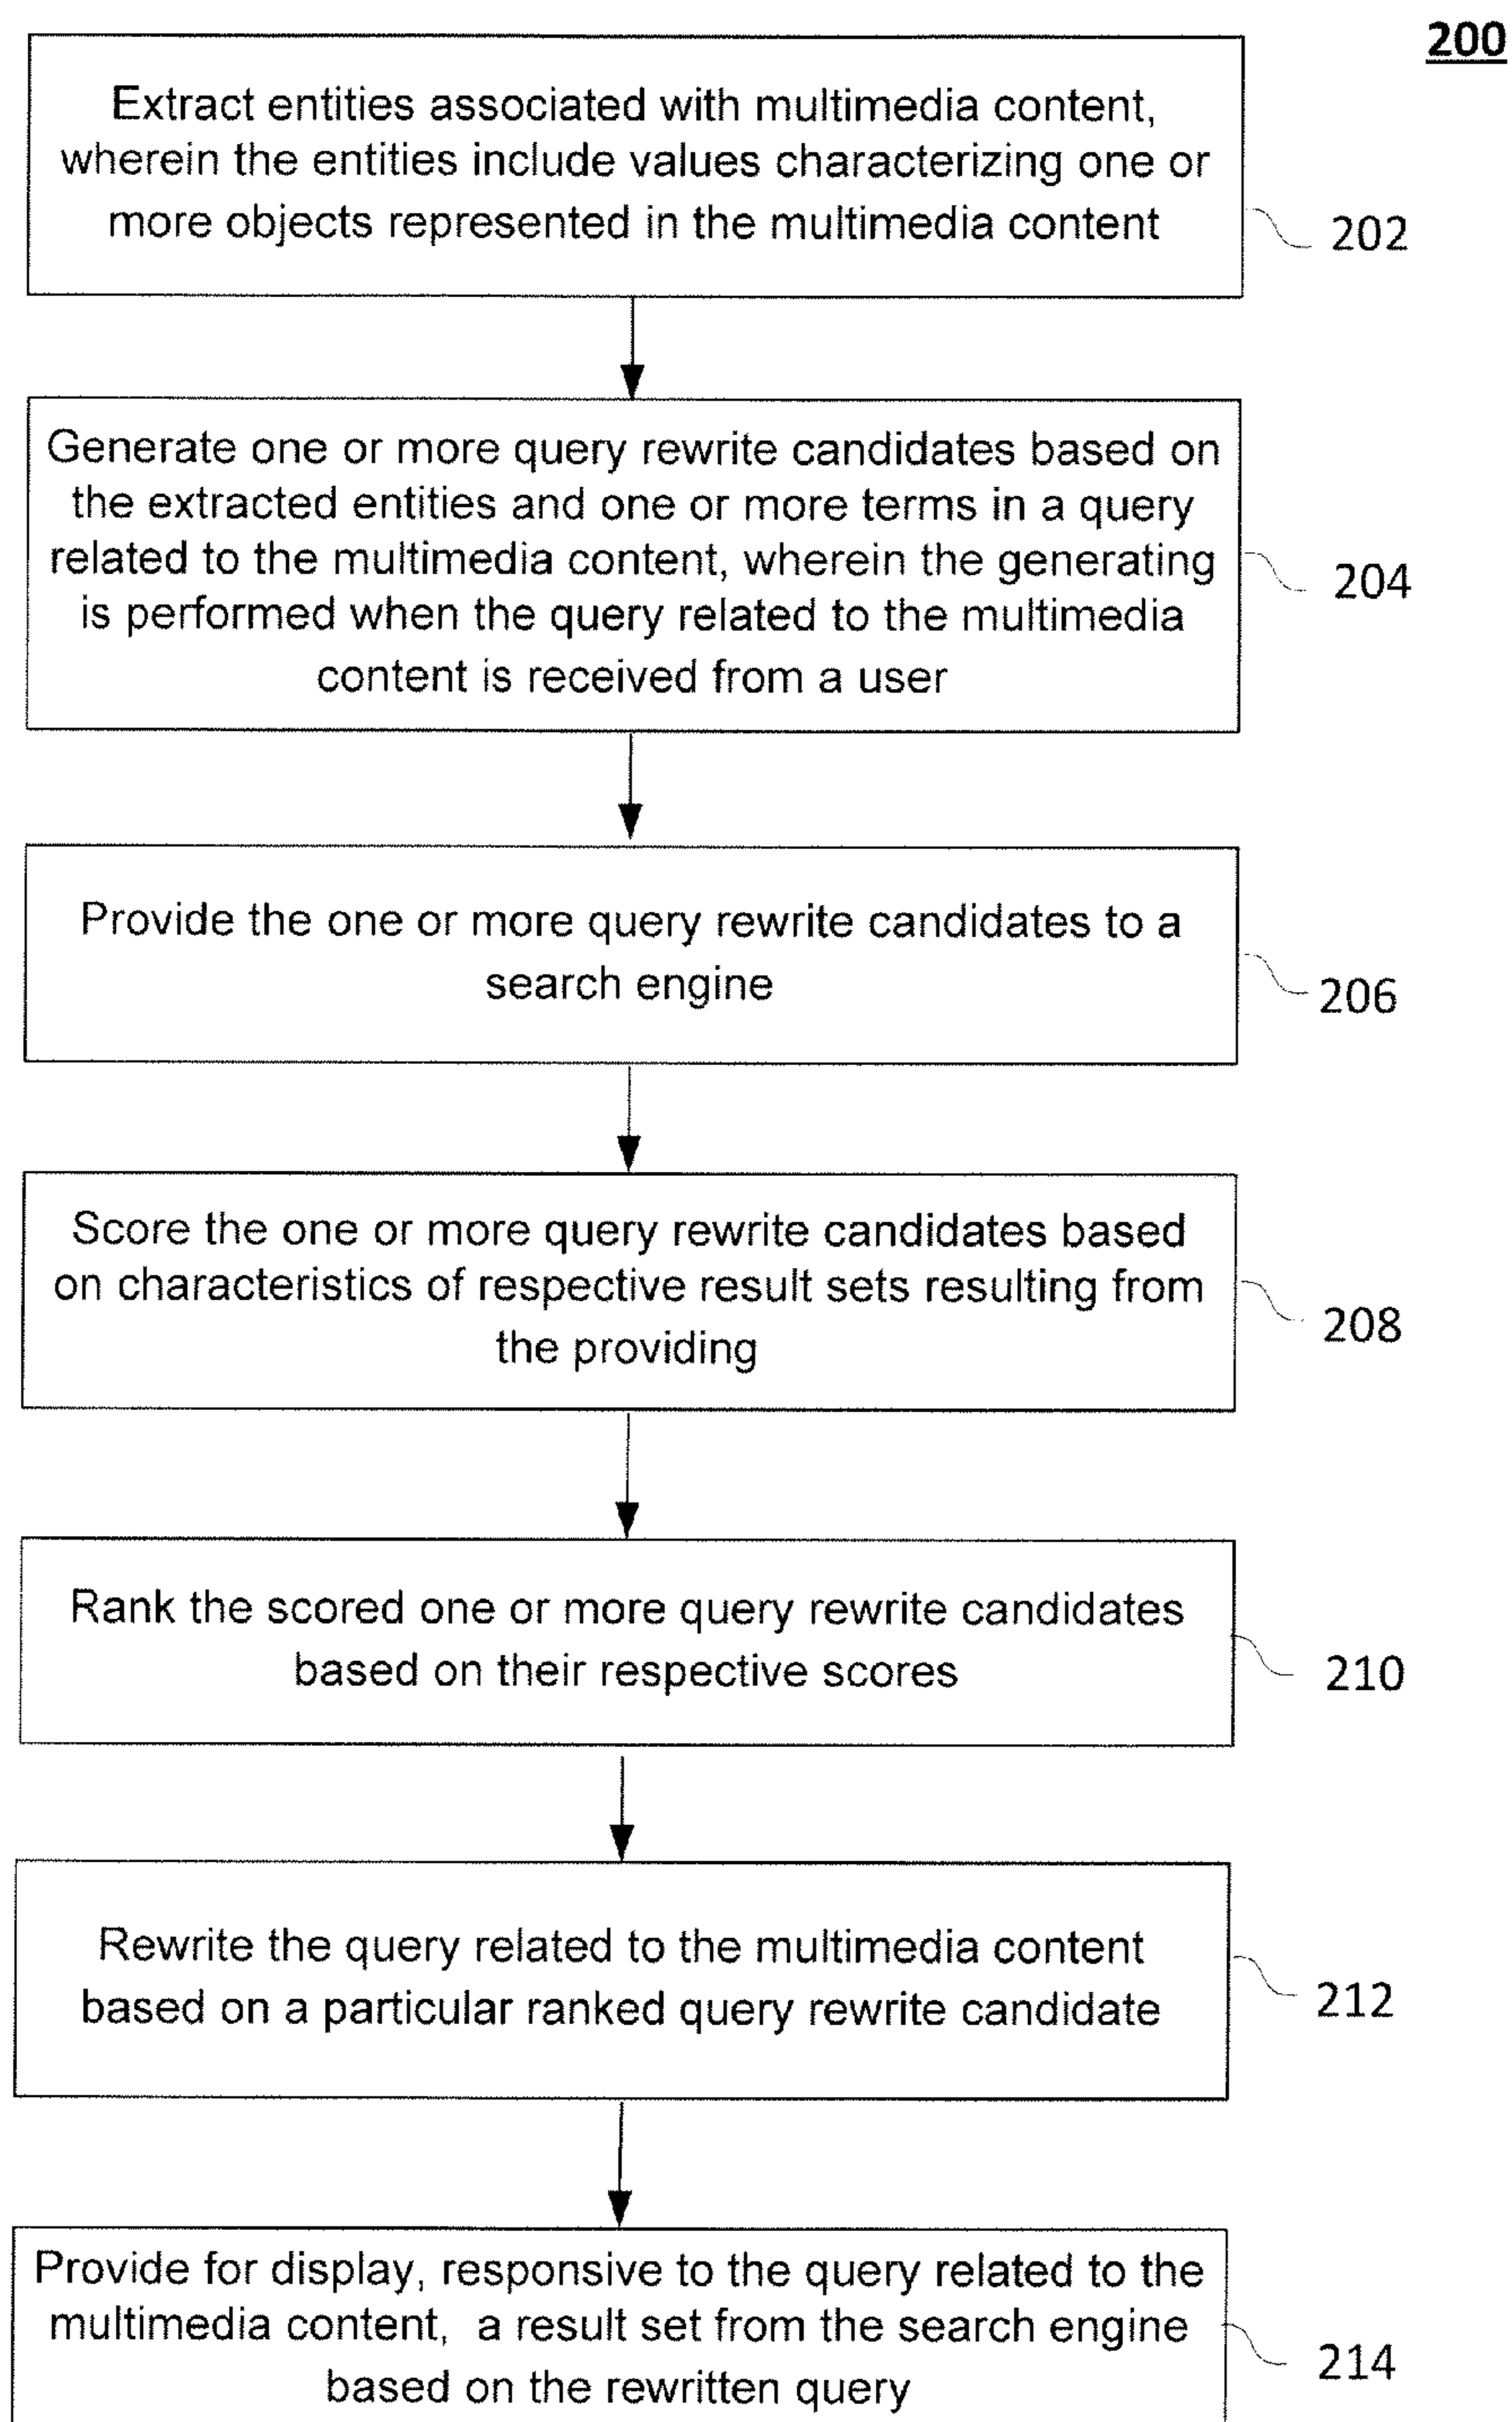 200
Extract entities associated with multimedia content,
wherein the entities include values characterizing one or
more objects represented in the multimedia content
202
Generate one or more query rewrite candidates based on
the extracted entities and one or more terms in a query
related to the multimedia content, wherein the generating
is performed when the query related to the multimedia
content is received from a user
204
Provide the one or more query rewrite candidates to a
search engine
206
Score the one or more query rewrite candidates based
on characteristics of respective result sets resulting from
the providing
208
Rank the scored one or more query rewrite candidates
based on their respective scores
210
Rewrite the query related to the multimedia content
based on a particular ranked query rewrite candidate
212
Provide for display, responsive to the query related to the
multimedia content, a result set from the search engine
based on the rewritten query
214